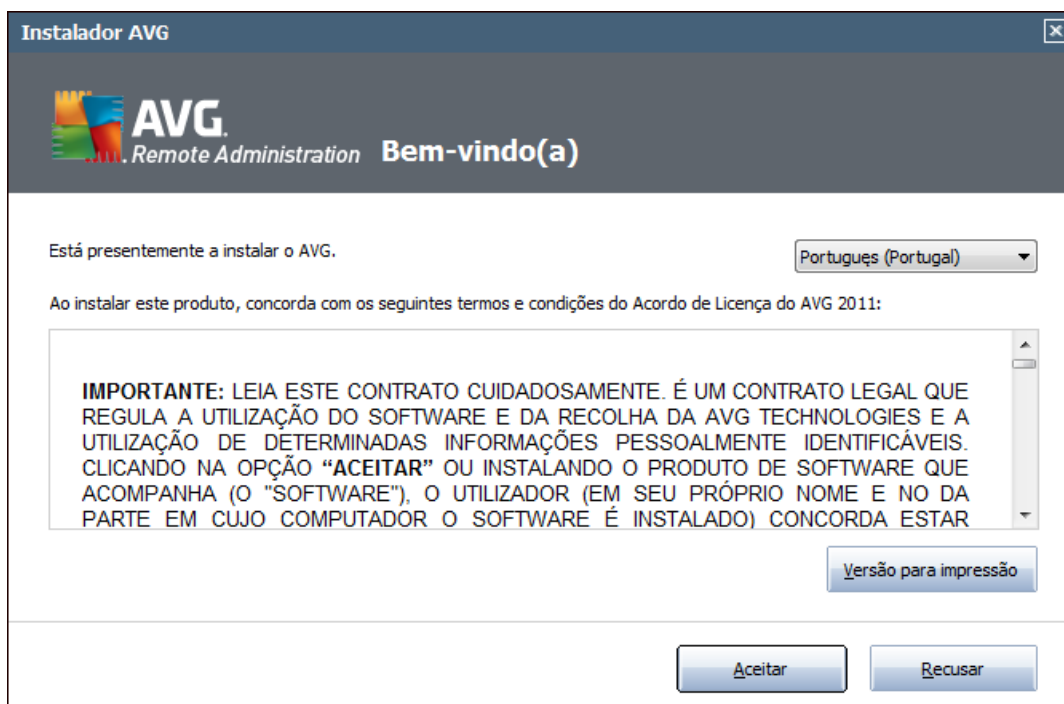 Instalador AVG
AVG.
Remote Administration Bem-vindo(a)
Está presentemente a instalar o AVG.
Portuguęs (Portugal)
Ao instalar este produto, concorda com os seguintes termos e condições do Acordo de Licença do AVG 2011:
IMPORTANTE: LEIA ESTE CONTRATO CUIDADOSAMENTE. É UM CONTRATO LEGAL QUE
REGULA A UTILIZAÇÃO DO SOFTWARE E DA RECOLHA DA AVG TECHNOLOGIES E A
UTILIZAÇÃO DE DETERMINADAS INFORMAÇÕES PESSOALMENTE IDENTIFICÁVEIS.
CLICANDO NA OPÇÃO “ACEITAR” OU INSTALANDO O PRODUTO DE SOFTWARE QUE
ACOMPANHA (O "SOFTWARE"), O UTILIZADOR (EM SEU PRÓPRIO NOME E NO DA
PARTE EM CUJO COMPUTADOR O SOFTWARE É INSTALADO) CONCORDA ESTAR
Versão para impressão
Aceitar
Recusar